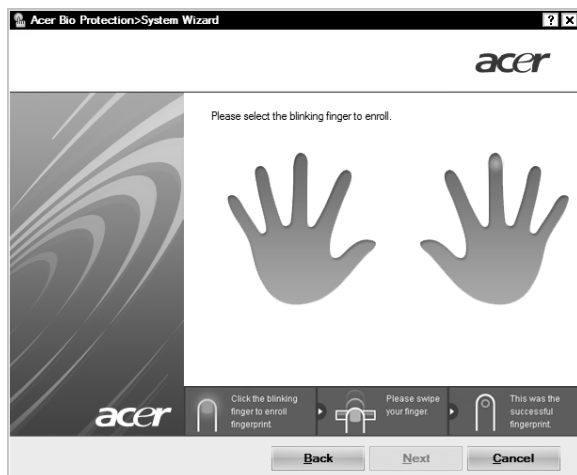 Acer Bio Protection>System Wizard
acer
Please select the blinking finger to enroll.
acer
Click the blinking
finger to enroll
fingerprint.
Please swipe
your finger.
This was the
successful
fingerprint.
Back
Next
Cancel